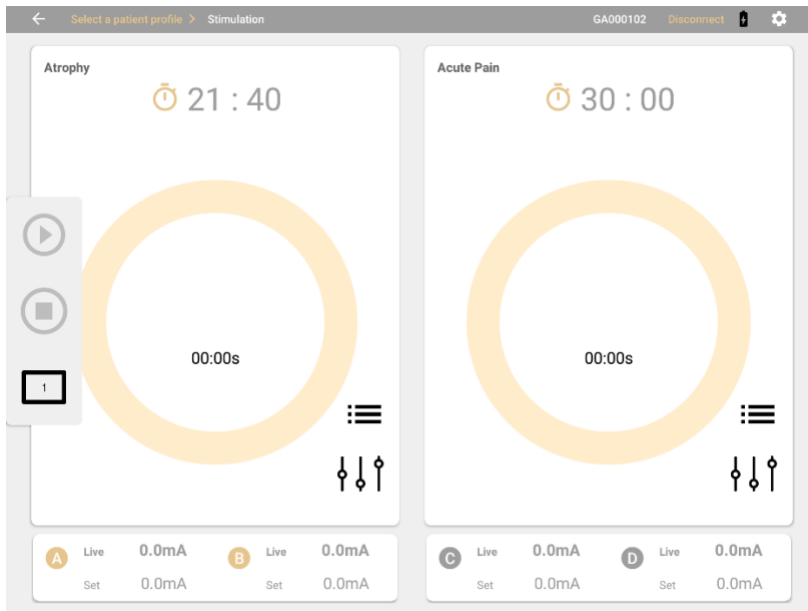 Select a patient profile > Stimulation GA000102 Disconnect
Atrophy
21 : 40
00:00s
1
Acute Pain
30 : 00
00:00s
A Live 0.0mA B Live 0.0mA
Set 0.0mA Set 0.0mA
C Live 0.0mA D Live 0.0mA
Set 0.0mA Set 0.0mA